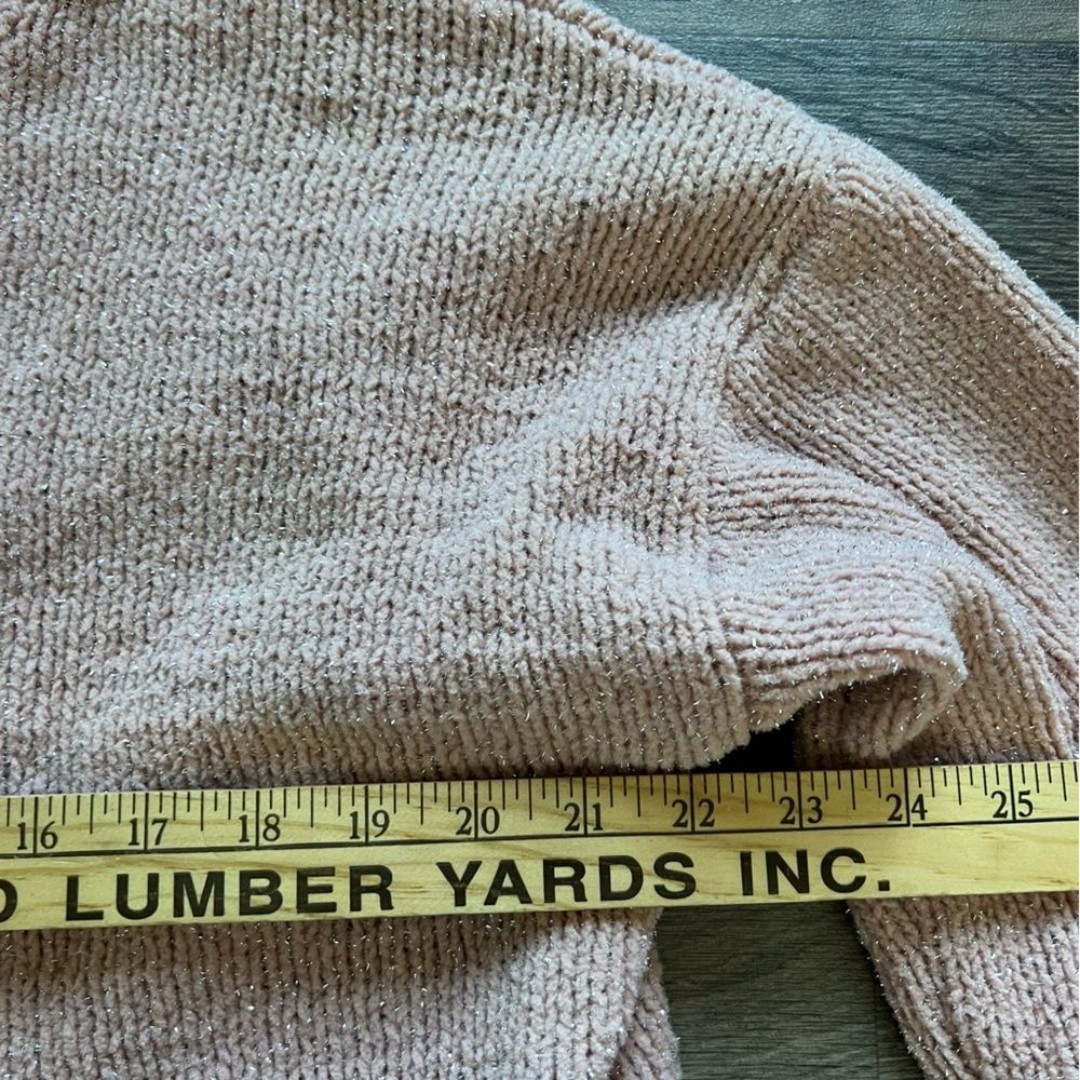 16 17 18 19 20 21 22 23 24 25
LUMBER YARDS INC.